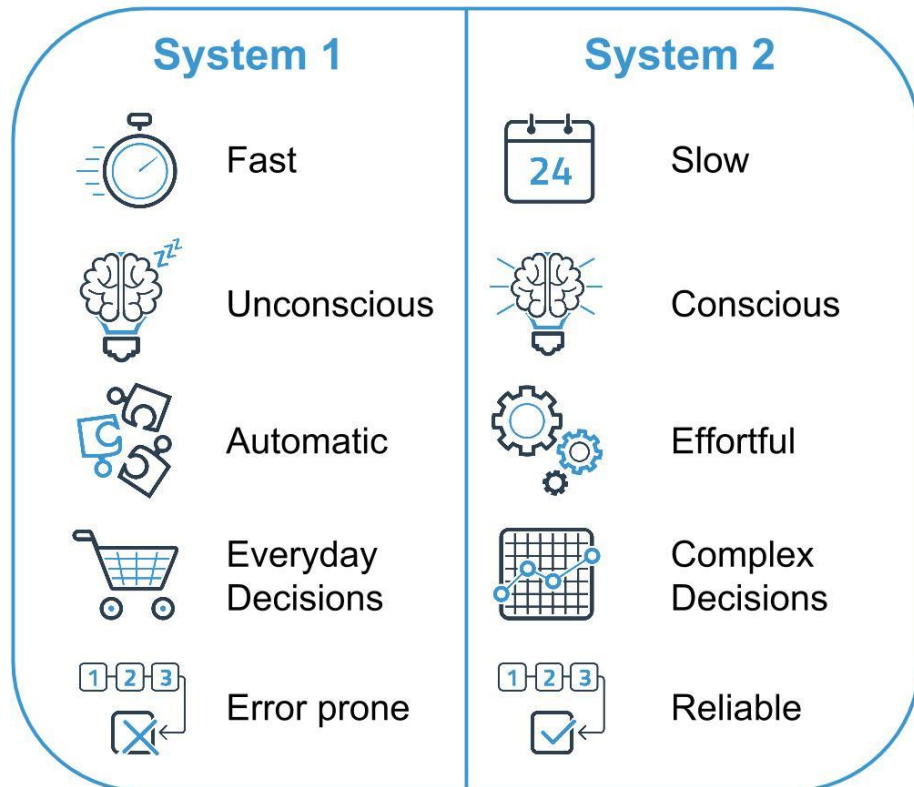 System 1
Fast
zzz
Unconscious
Automatic
Everyday
Decisions
1 2 3
Error prone
System 2
24
Slow
Conscious
Effortful
Complex
Decisions
1 2 3
Reliable